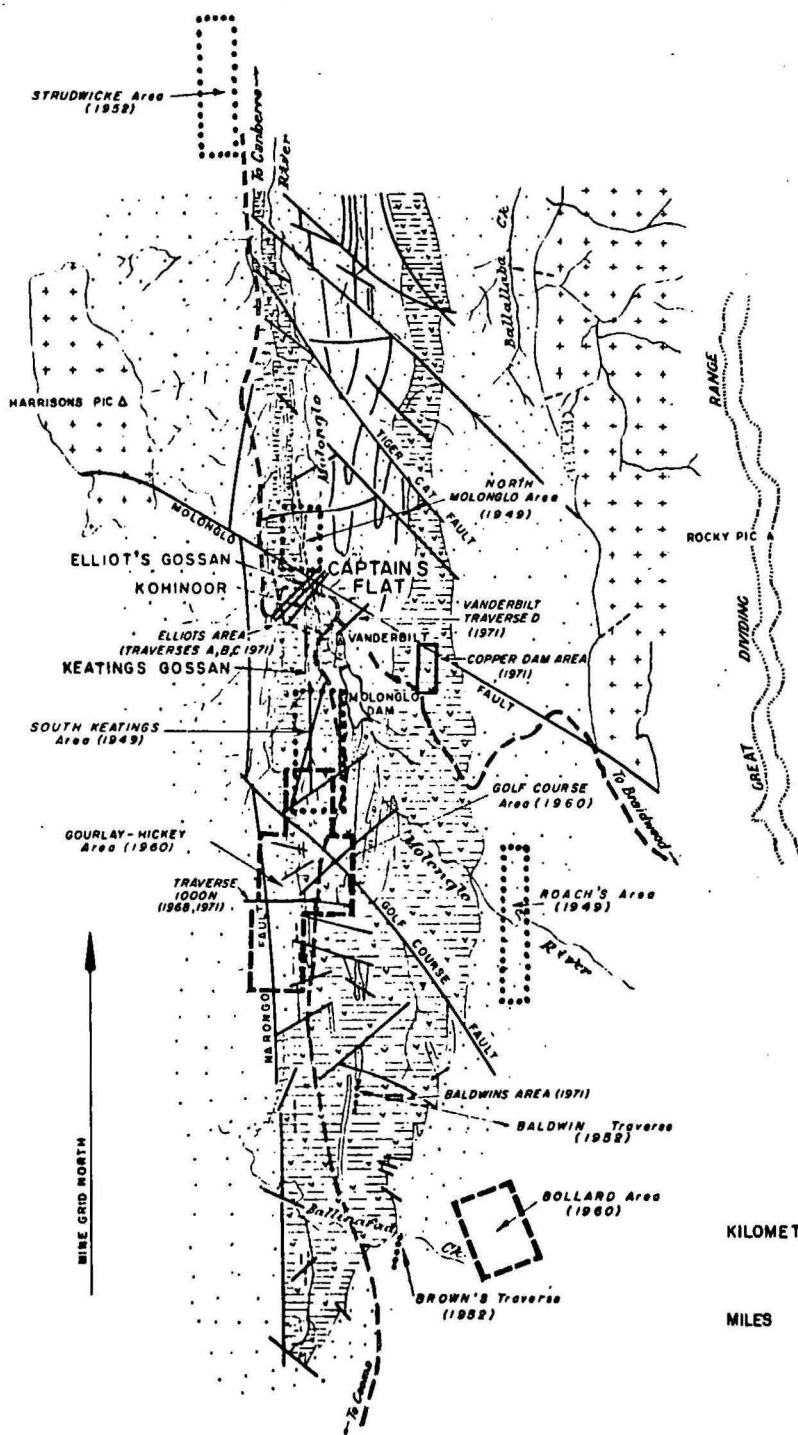 STRUDWICKE Area
(1952)
To Canberra
River
Ballallaba Ck
HARRISONS PIC
RANGE
DIVIDING
GREAT
ROCKY PIC
MOLONGLO
Molonglo
TIGER CAT FAULT
NORTH
MOLONGLO Area
(1949)
ELLIOT'S GOSSAN
KOHINOOR
CAPTAINS
FLAT
VANDERBILT
TRAVERSE D
(1971)
ELLIOTS AREA
(TRAVERSES A,B,C 1971)
VANDERBILT
KEATINGS GOSSAN
COPPER DAM AREA
(1971)
MOLONGLO
DAM
FAULT
SOUTH KEATINGS
Area (1949)
To Braidwood
GOLF COURSE
Area (1960)
GOURLAY-HICKEY
Area (1960)
Molonglo
River
TRAVERSE
1000N
(1968,1971)
ROACH'S Area
(1949)
GOLF COURSE FAULT
NARONGO FAULT
MINE GRID NORTH
BALDWINS AREA (1971)
BALDWIN Traverse
(1952)
BOLLARD Area
(1960)
Ballinafad Ck.
KILOMET
BROWN'S Traverse
(1952)
MILES
To Cooma